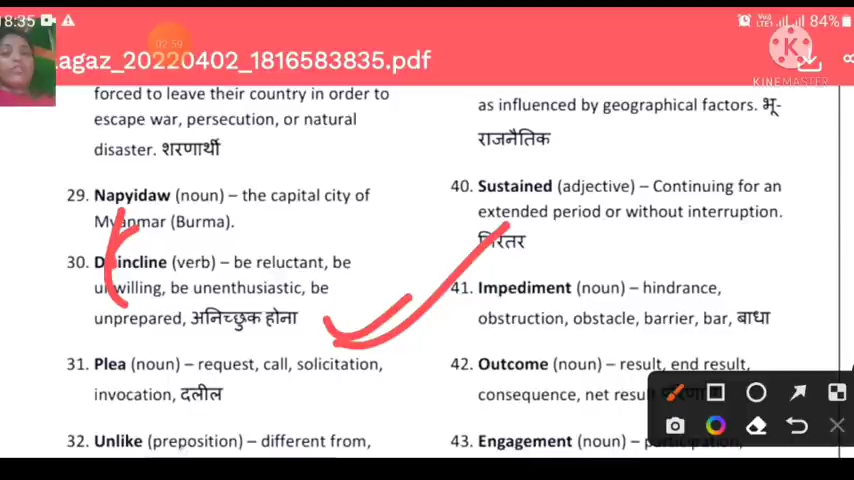 18:35
84%
02:59
agaz_20220402_1816583835.pdf
K
KINEMASTER
forced to leave their country in order to
escape war, persecution, or natural
disaster. शरणार्थी
29. Napyidaw (noun) – the capital city of
Myanmar (Burma).
30. Disincline (verb) – be reluctant, be
unwilling, be unenthusiastic, be
unprepared, अनिच्छुक होना
31. Plea (noun) – request, call, solicitation,
invocation, दलील
32. Unlike (preposition) – different from,
as influenced by geographical factors. भू-
राजनैतिक
40. Sustained (adjective) – Continuing for an
extended period or without interruption.
निरंतर
41. Impediment (noun) – hindrance,
obstruction, obstacle, barrier, bar, बाधा
42. Outcome (noun) – result, end result,
consequence, net result
43. Engagement (noun) – participation,